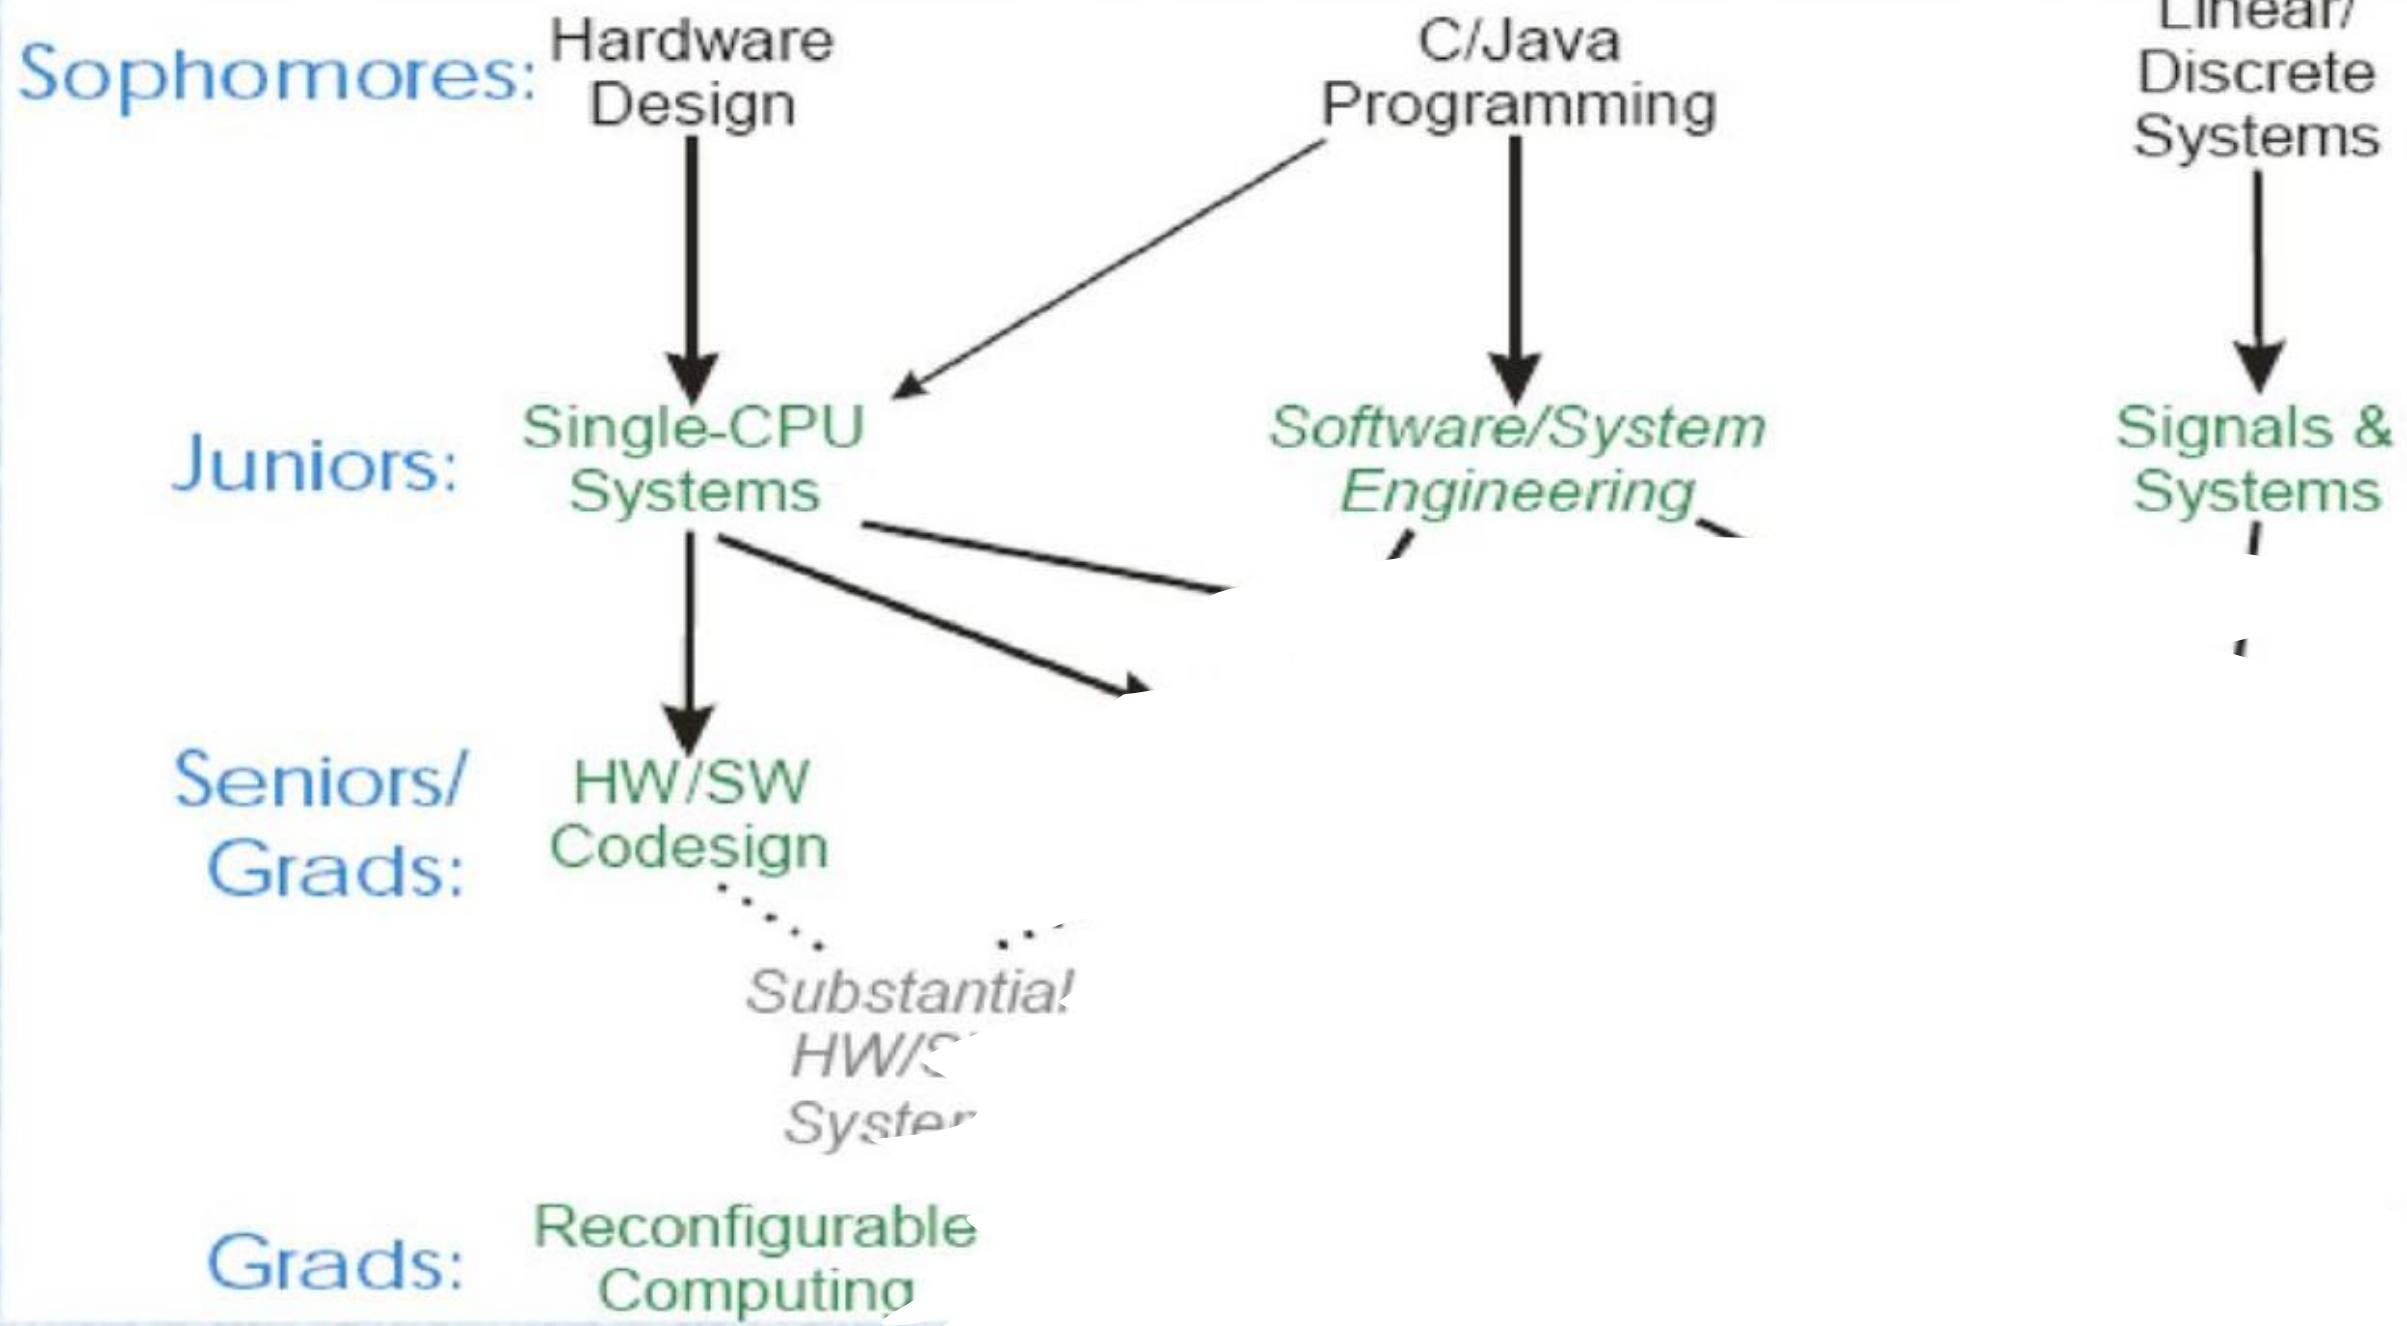 Linear/
Sophomores:
Hardware
Design
C/Java
Programming
Discrete
Systems
Juniors:
Single-CPU
Systems
Software/System
Engineering
Signals &
Systems
Seniors/
Grads:
HW/SW
Codesign
Substantial
Grads:
Reconfigurable
Computing